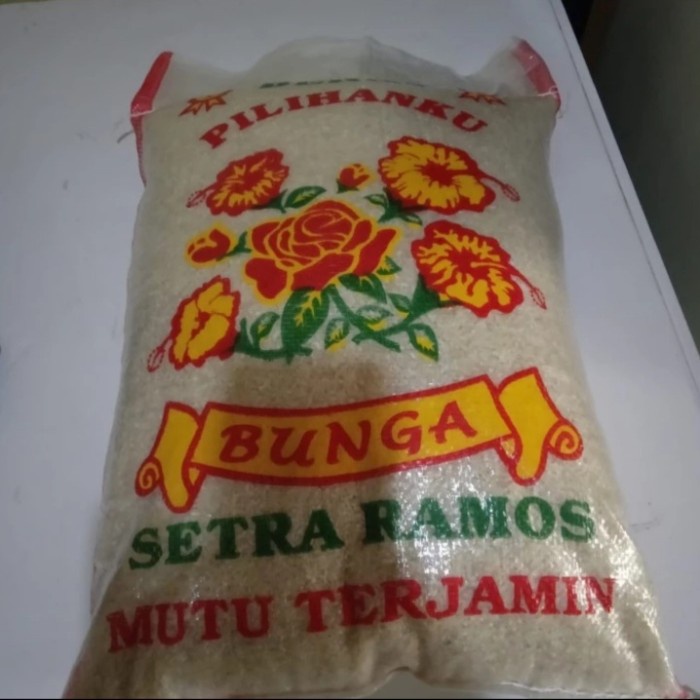 PILIHANKU
BUNGA
SETRA RAMOS
MUTU TERJAMIN